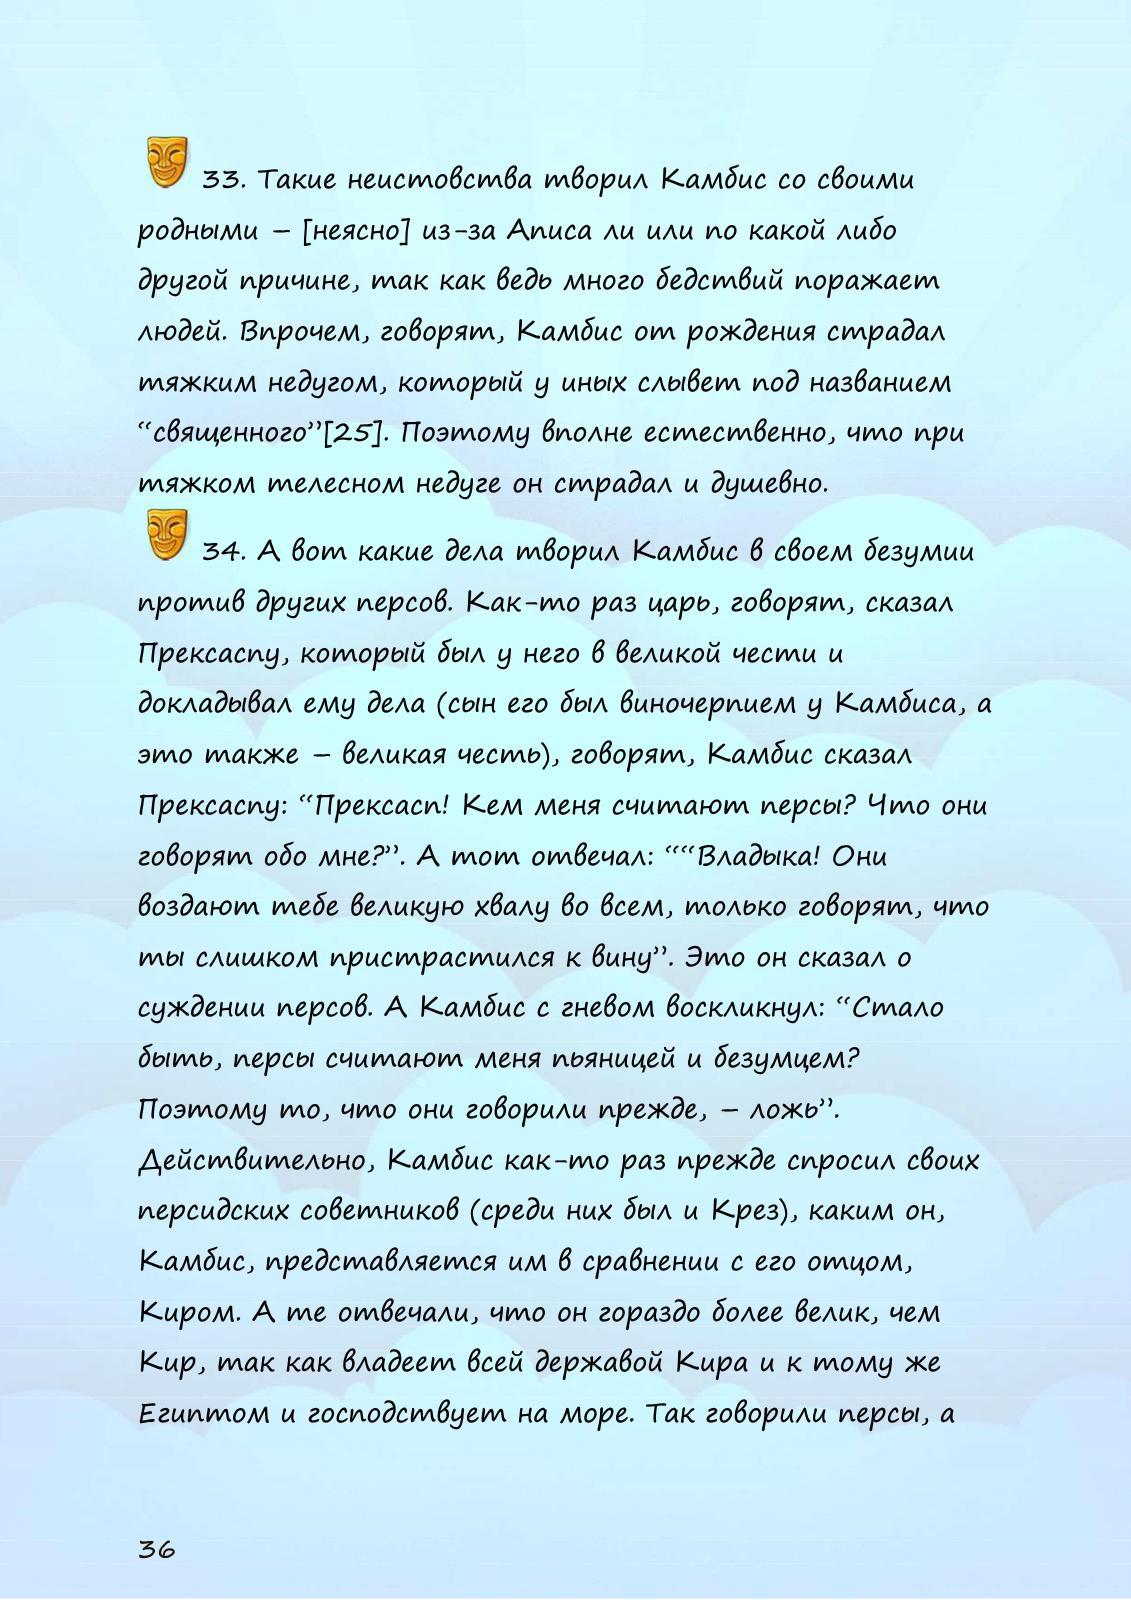 33. Такие неистовства творил Камбис со своими
родными – [неясно] из-за Аписа ли или по какой либо
другой причине, так как ведь много бедствий поражает
людей. Впрочем, говорят, Камбис от рождения страдал
тяжким недугом, который у иных слывет под названием
“священного”[25]. Поэтому вполне естественно, что при
тяжком телесном недуге он страдал и душевно.
34. А вот какие дела творил Камбис в своем безумии
против других персов. Как-то раз царь, говорят, сказал
Прексаспу, который был у него в великой чести и
докладывал ему дела (сын его был виночерпием у Камбиса, а
это также – великая честь), говорят, Камбис сказал
Прексаспу: “Прексасп! Кем меня считают персы? Что они
говорят обо мне?”. А тот отвечал: ““Владыка! Они
воздают тебе великую хвалу во всем, только говорят, что
ты слишком пристрастился к вину”. Это он сказал о
суждении персов. А Камбис с гневом воскликнул: “Стало
быть, персы считают меня пьяницей и безумцем?
Поэтому то, что они говорили прежде, – ложь”.
Действительно, Камбис как-то раз прежде спросил своих
персидских советников (среди них был и Крез), каким он,
Камбис, представляется им в сравнении с его отцом,
Киром. А те отвечали, что он гораздо более велик, чем
Кир, так как владеет всей державой Кира и к тому же
Египтом и господствует на море. Так говорили персы, а
36